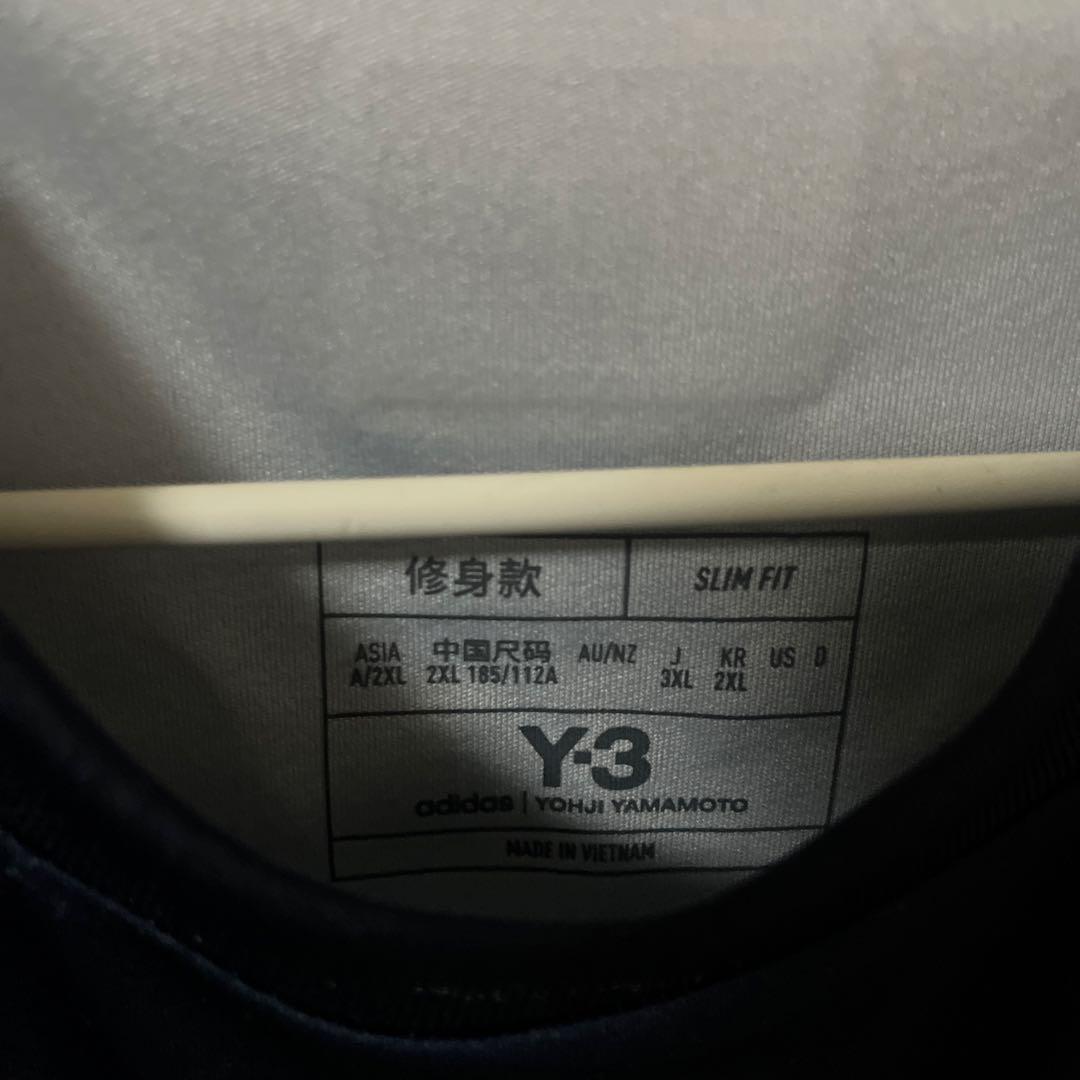 修身款 SLIM FIT
ASIA 中国尺码 AU/NZ J KR US D
A/2XL 2XL 185/112A 3XL 2XL
Y-3
adidas | YOHJI YAMAMOTO
MADE IN VIETNAM